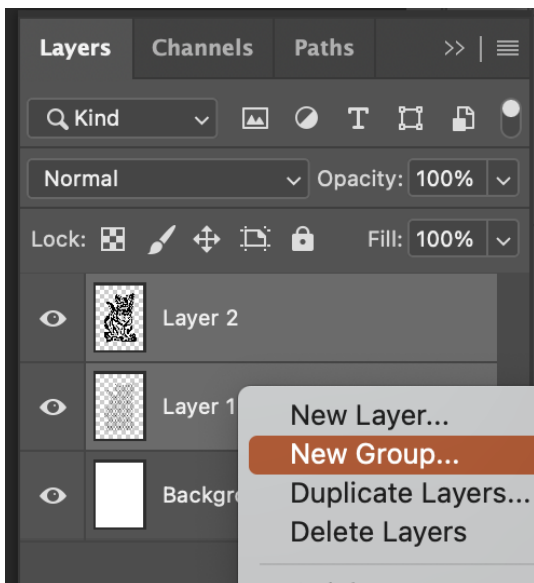 Layers Channels Paths
Kind
Normal Opacity: 100%
Lock: Fill: 100%
Layer 2
Layer 1
New Layer...
New Group...
Backgro
Duplicate Layers...
Delete Layers